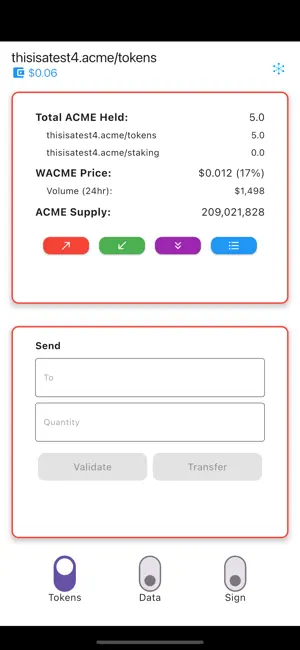 thisisatest4.acme/tokens
$0.06
Total ACME Held: 5.0
thisisatest4.acme/tokens 5.0
thisisatest4.acme/staking 0.0
WACME Price: $0.012 (17%)
Volume (24hr): $1,498
ACME Supply: 209,021,828
Send
To
Quantity
Validate Transfer
Tokens Data Sign